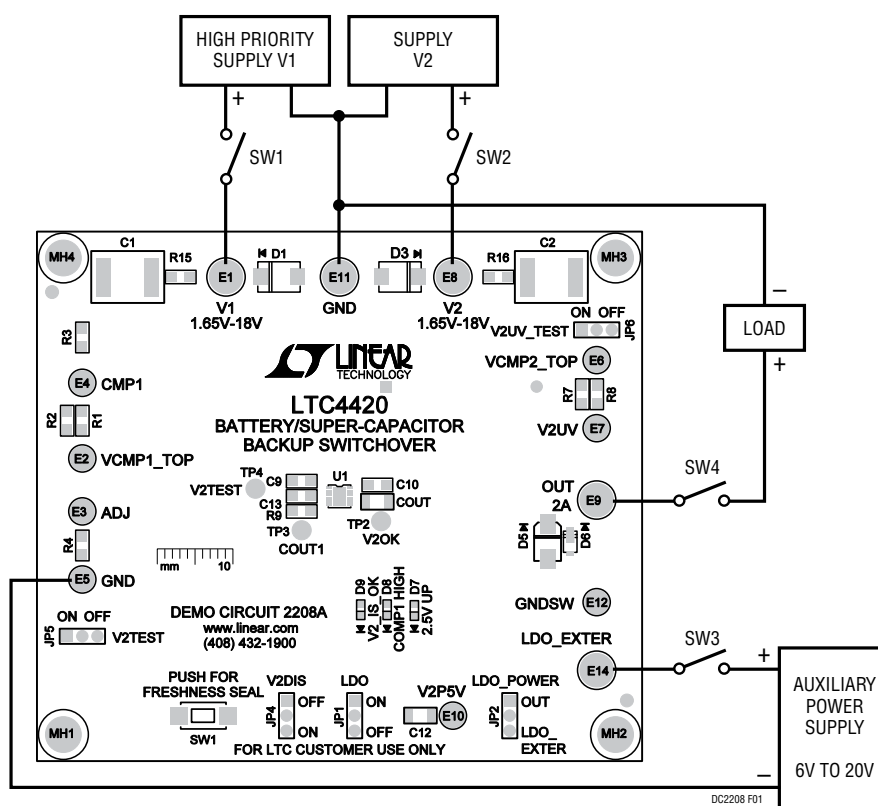 HIGH PRIORITY
SUPPLY V1
SUPPLY
V2
+
+
SW1
SW2
MH4
C1
R15
E1
D1
E11
D3
E8
R16
C2
MH3
V1
1.65V-18V
GND
V2
1.65V-18V
ON OFF
V2UV_TEST
JP6
–
LOAD
+
R3
LINEAR
TECHNOLOGY
VCMP2_TOP
E6
E4
CMP1
LTC4420
BATTERY/SUPER-CAPACITOR
BACKUP SWITCHOVER
R7
R8
R2
R1
V2UV
E7
E2
VCMP1_TOP
TP4
V2TEST
C9
U1
C10
C13
COUT
R9
TP3
COUT1
TP2
V2OK
OUT
2A
E9
SW4
E3
ADJ
D5
D6
R4
mm 10
E5
GND
D9
D8
D7
V2_IS_OK
COMP1 HIGH
2.5V UP
GNDSW
E12
DEMO CIRCUIT 2208A
www.linear.com
(408) 432-1900
ON OFF
JP5
V2TEST
LDO_EXTER
E14
SW3
+
AUXILIARY
POWER
SUPPLY
6V TO 20V
–
PUSH FOR
FRESHNESS SEAL
SW1
V2DIS
JP4
OFF
ON
LDO
JP1
ON
OFF
V2P5V
C12
E10
LDO_POWER
JP2
OUT
LDO_
EXTER
MH1
MH2
FOR LTC CUSTOMER USE ONLY
DC2208 F01